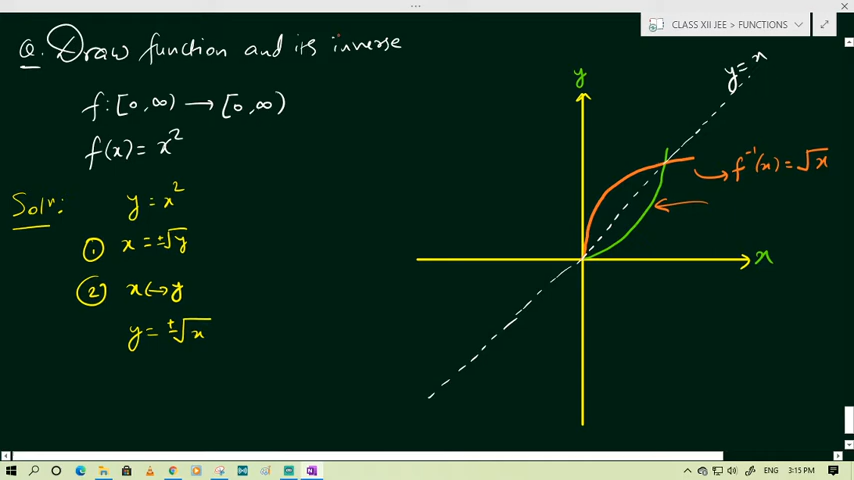 CLASS XII JEE > FUNCTIONS
Q. Draw function and its inverse
f: [0, ∞) → [0, ∞)
f(x) = x²
Solⁿ:
y = x²
① x = ±√y
② x ↔ y
y = ±√x
y
y = x
f⁻¹(x) = √x
x
ENG 3:15 PM